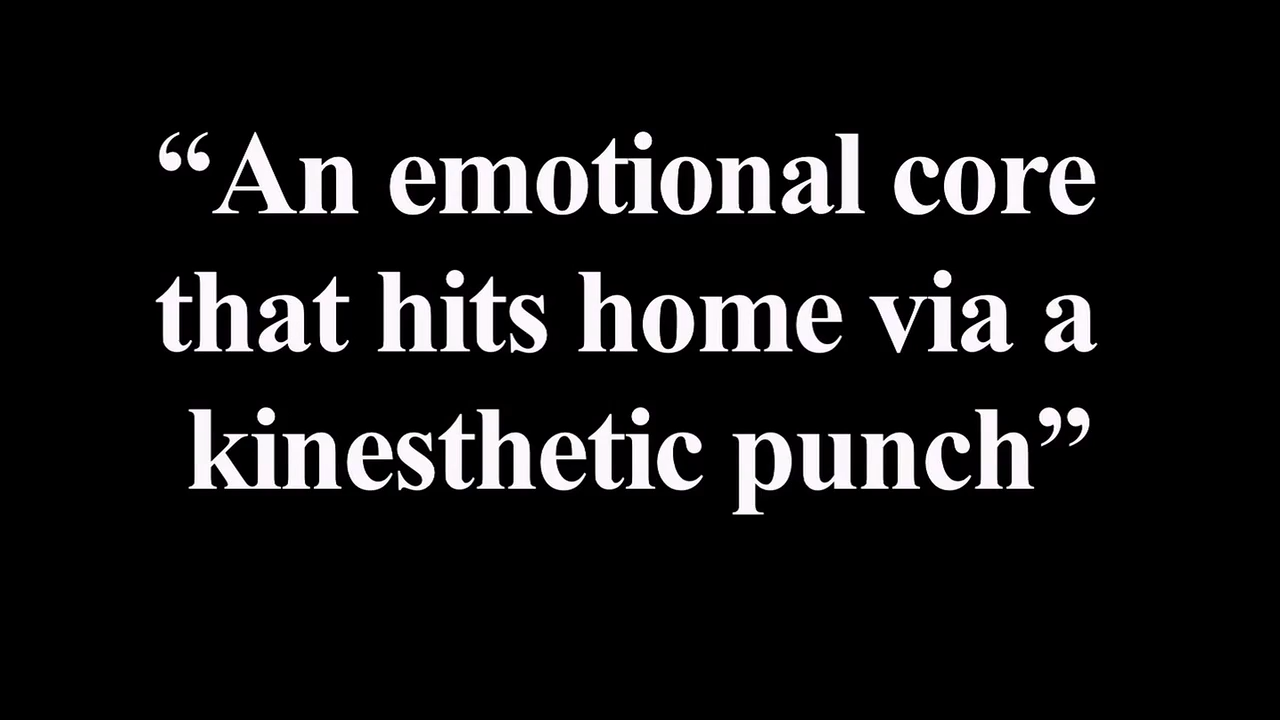 “An emotional core
that hits home via a
kinesthetic punch”